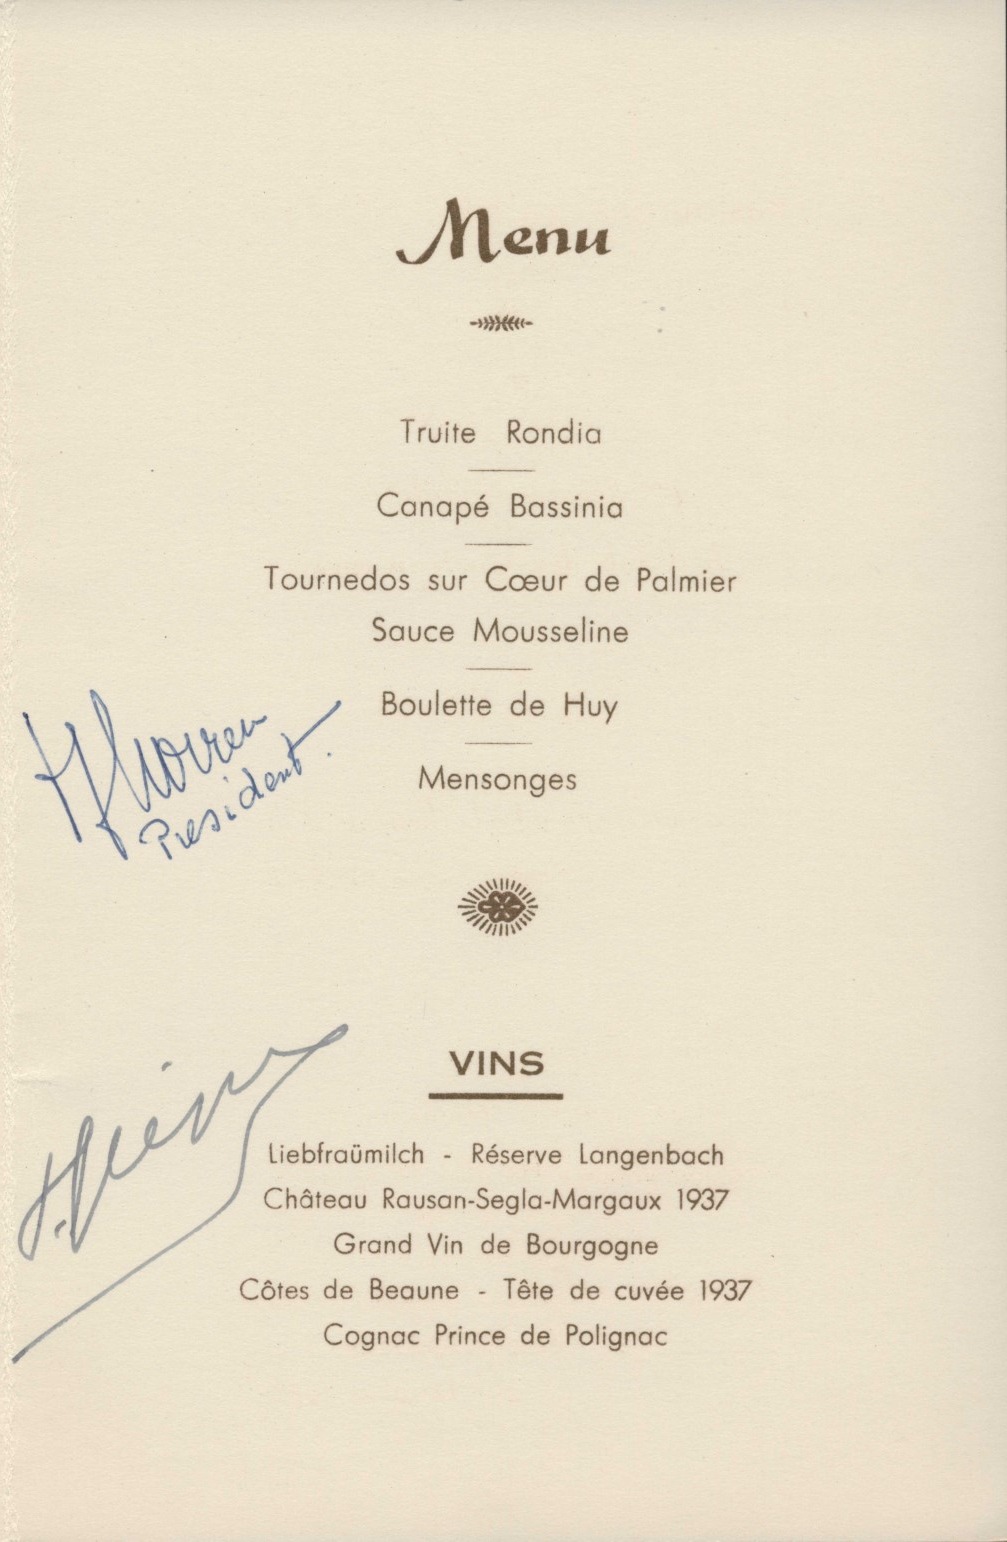 Menu
Truite Rondia
Canapé Bassinia
Tournedos sur Cœur de Palmier
Sauce Mousseline
Boulette de Huy
Mensonges
President.
VINS
Liebfraümilch - Réserve Langenbach
Château Rausan-Segla-Margaux 1937
Grand Vin de Bourgogne
Côtes de Beaune - Tête de cuvée 1937
Cognac Prince de Polignac